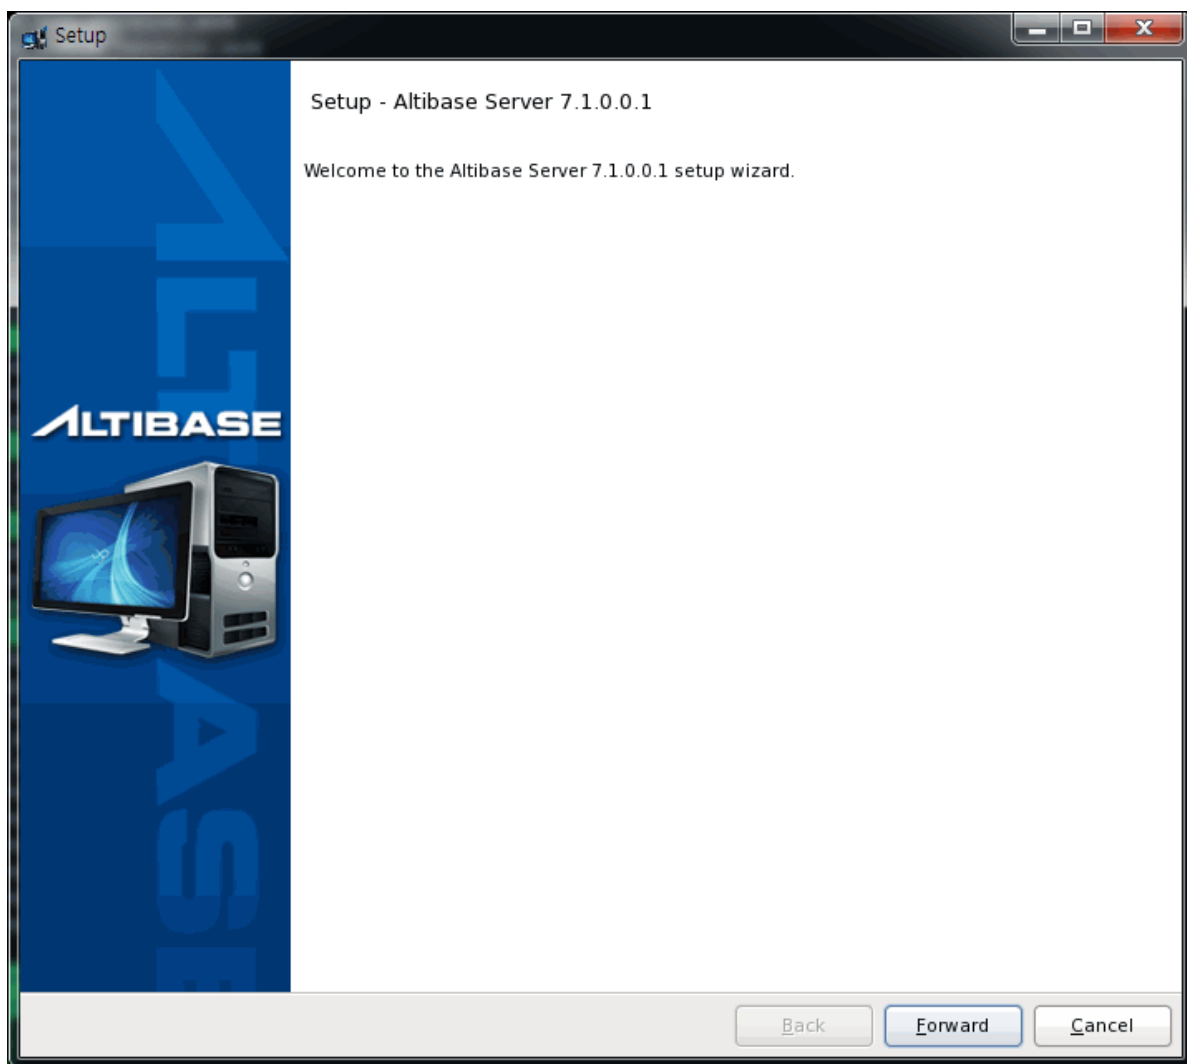 Setup
Setup - Altibase Server 7.1.0.0.1
Welcome to the Altibase Server 7.1.0.0.1 setup wizard.
ALTIBASE
ALTIBASE
Back
Forward
Cancel